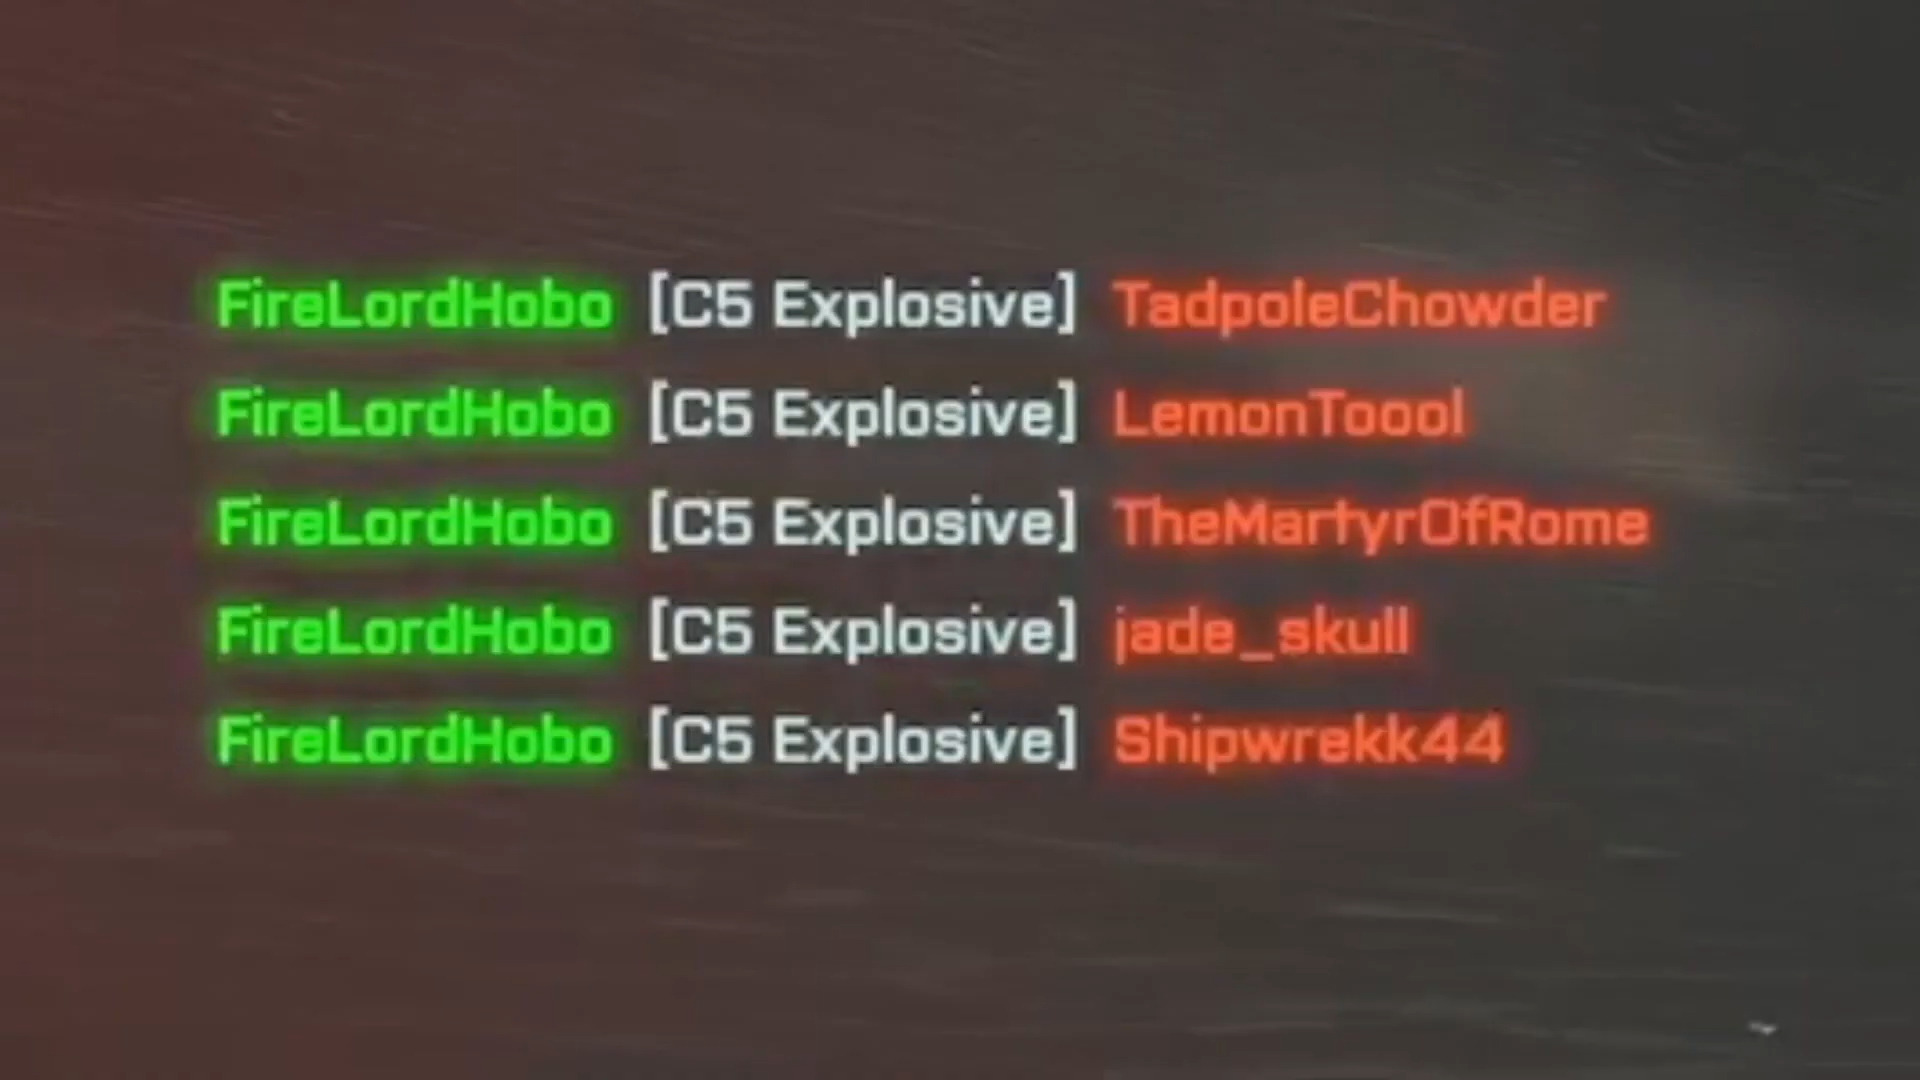 FireLordHobo [C5 Explosive] TadpoleChowder
FireLordHobo [C5 Explosive] LemonToool
FireLordHobo [C5 Explosive] TheMartyrOfRome
FireLordHobo [C5 Explosive] jade_skull
FireLordHobo [C5 Explosive] Shipwrekk44